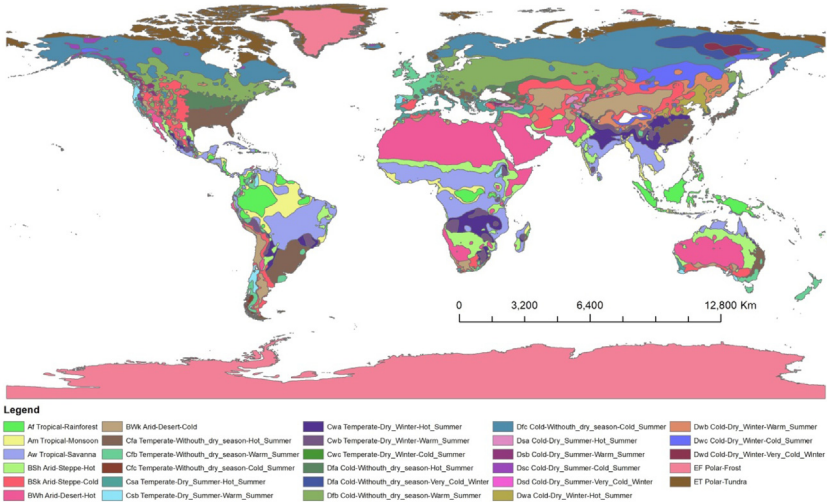 0 3,200 6,400 12,800 Km
Legend
Af Tropical-Rainforest
Am Tropical-Monsoon
Aw Tropical-Savanna
BSh Arid-Steppe-Hot
BSk Arid-Steppe-Cold
BWh Arid-Desert-Hot
BWk Arid-Desert-Cold
Cfa Temperate-Withouth_dry_season-Hot_Summer
Cfb Temperate-Withouth_dry_season-Warm_Summer
Cfc Temperate-Withouth_dry_season-Cold_Summer
Csa Temperate-Dry_Summer-Hot_Summer
Csb Temperate-Dry_Summer-Warm_Summer
Cwa Temperate-Dry_Winter-Hot_Summer
Cwb Temperate-Dry_Winter-Warm_Summer
Cwc Temperate-Dry_Winter-Cold_Summer
Dfa Cold-Withouth_dry_season-Hot_Summer
Dfa Cold-Withouth_dry_season-Very_Cold_Winter
Dfb Cold-Withouth_dry_season-Warm_Summer
Dfc Cold-Withouth_dry_season-Cold_Summer
Dsa Cold-Dry_Summer-Hot_Summer
Dsb Cold-Dry_Summer-Warm_Summer
Dsc Cold-Dry_Summer-Cold_Summer
Dsd Cold-Dry_Summer-Very_Cold_Winter
Dwa Cold-Dry_Winter-Hot_Summer
Dwb Cold-Dry_Winter-Warm_Summer
Dwc Cold-Dry_Winter-Cold_Summer
Dwd Cold-Dry_Winter-Very_Cold_Winter
EF Polar-Frost
EF Polar-Tundra